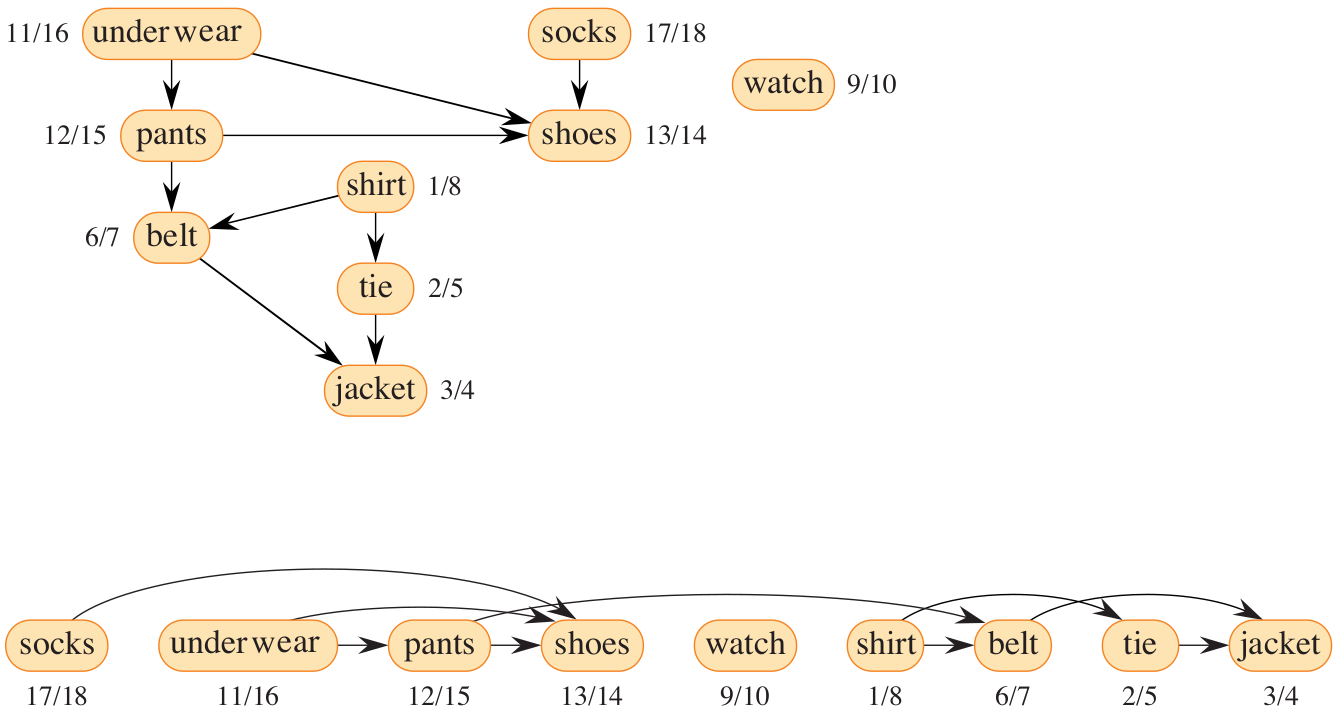 11/16 underwear socks 17/18
watch 9/10
12/15 pants shoes 13/14
shirt 1/8
6/7 belt
tie 2/5
jacket 3/4
socks underwear pants shoes watch shirt belt tie jacket
17/18 11/16 12/15 13/14 9/10 1/8 6/7 2/5 3/4